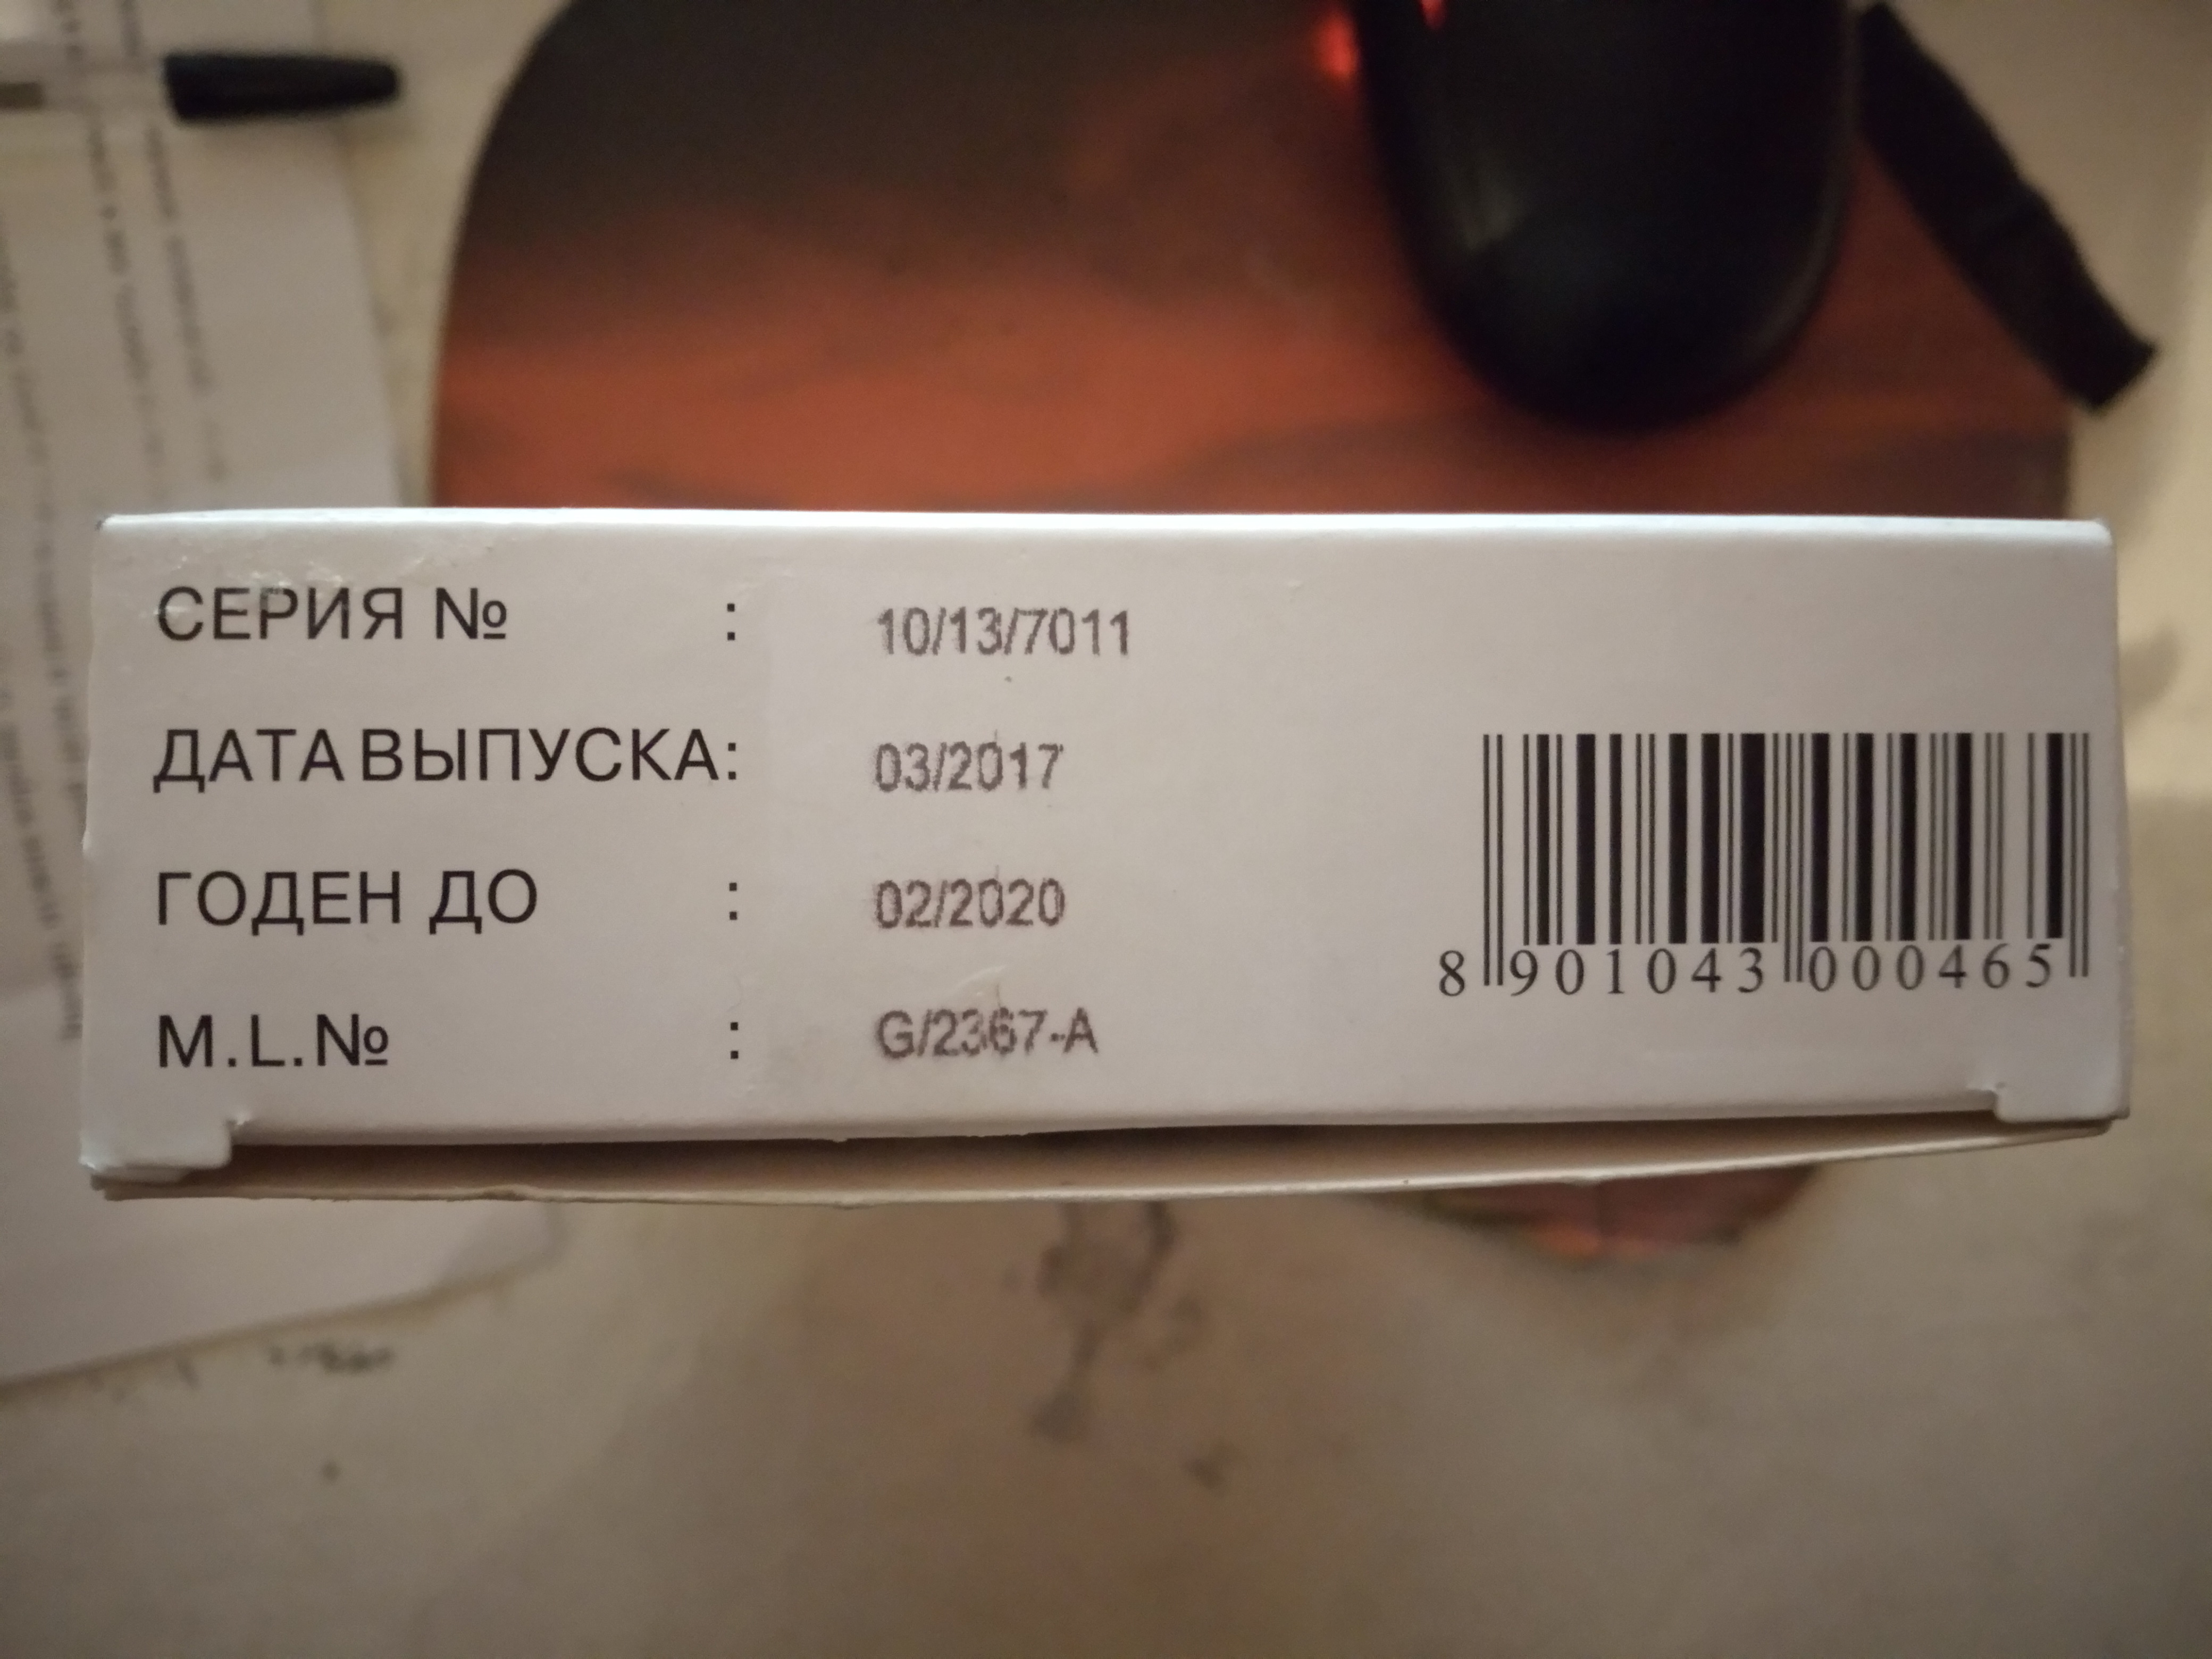 СЕРИЯ № : 10/13/7011
ДАТА ВЫПУСКА: 03/2017
ГОДЕН ДО : 02/2020
M.L.№ : G/2367-A
8 901043 000465